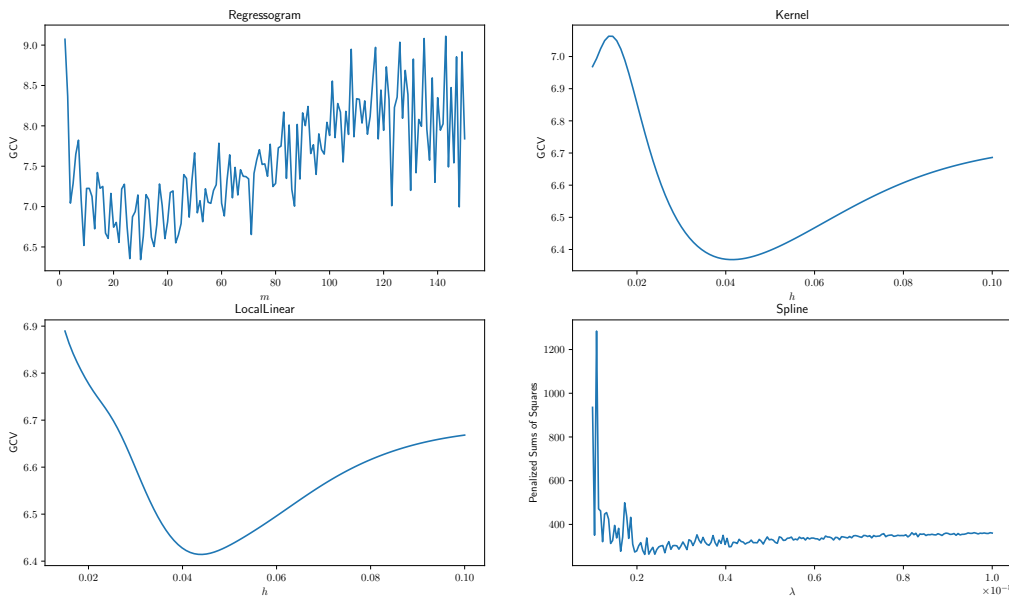 Regressogram
GCV
9.0
8.5
8.0
7.5
7.0
6.5
0 20 40 60 80 100 120 140
m
Kernel
GCV
7.0
6.9
6.8
6.7
6.6
6.5
6.4
0.02 0.04 0.06 0.08 0.10
h
LocalLinear
GCV
6.9
6.8
6.7
6.6
6.5
6.4
0.02 0.04 0.06 0.08 0.10
h
Spline
Penalized Sums of Squares
1200
1000
800
600
400
0.2 0.4 0.6 0.8 1.0
λ